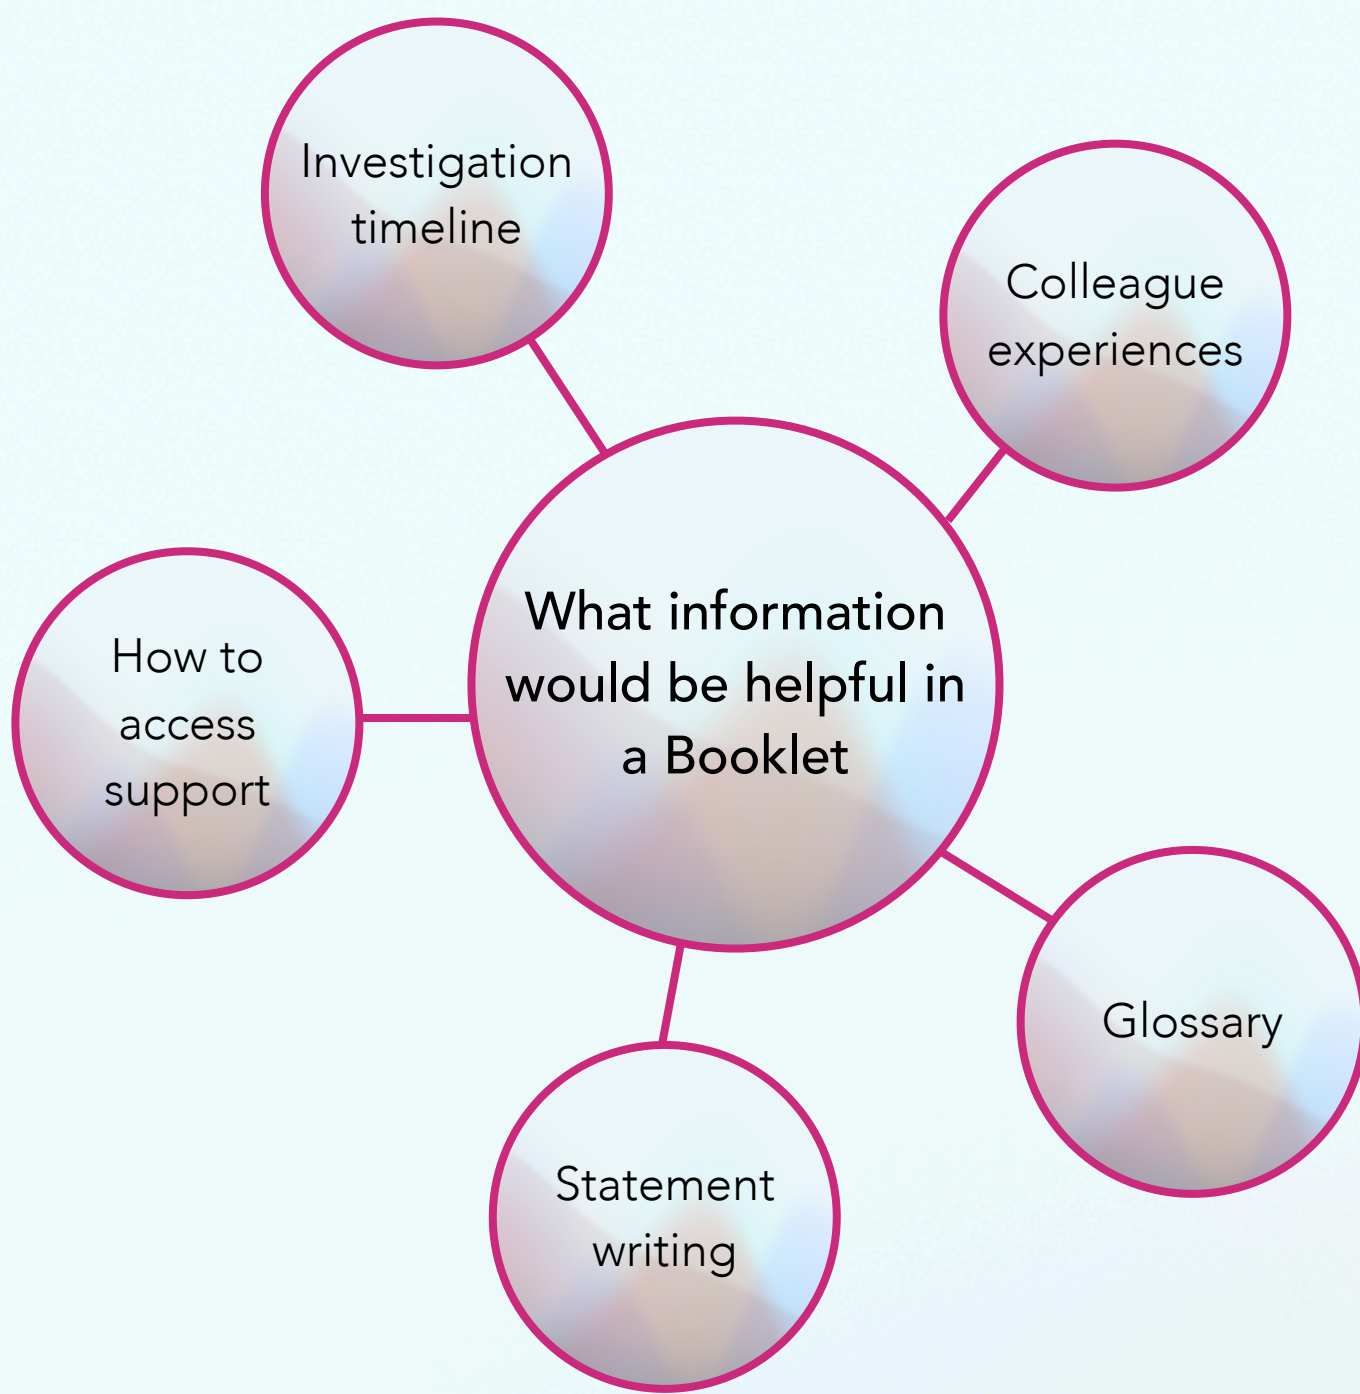 Investigation
timeline
Colleague
experiences
What information
would be helpful in
a Booklet
How to
access
support
Glossary
Statement
writing